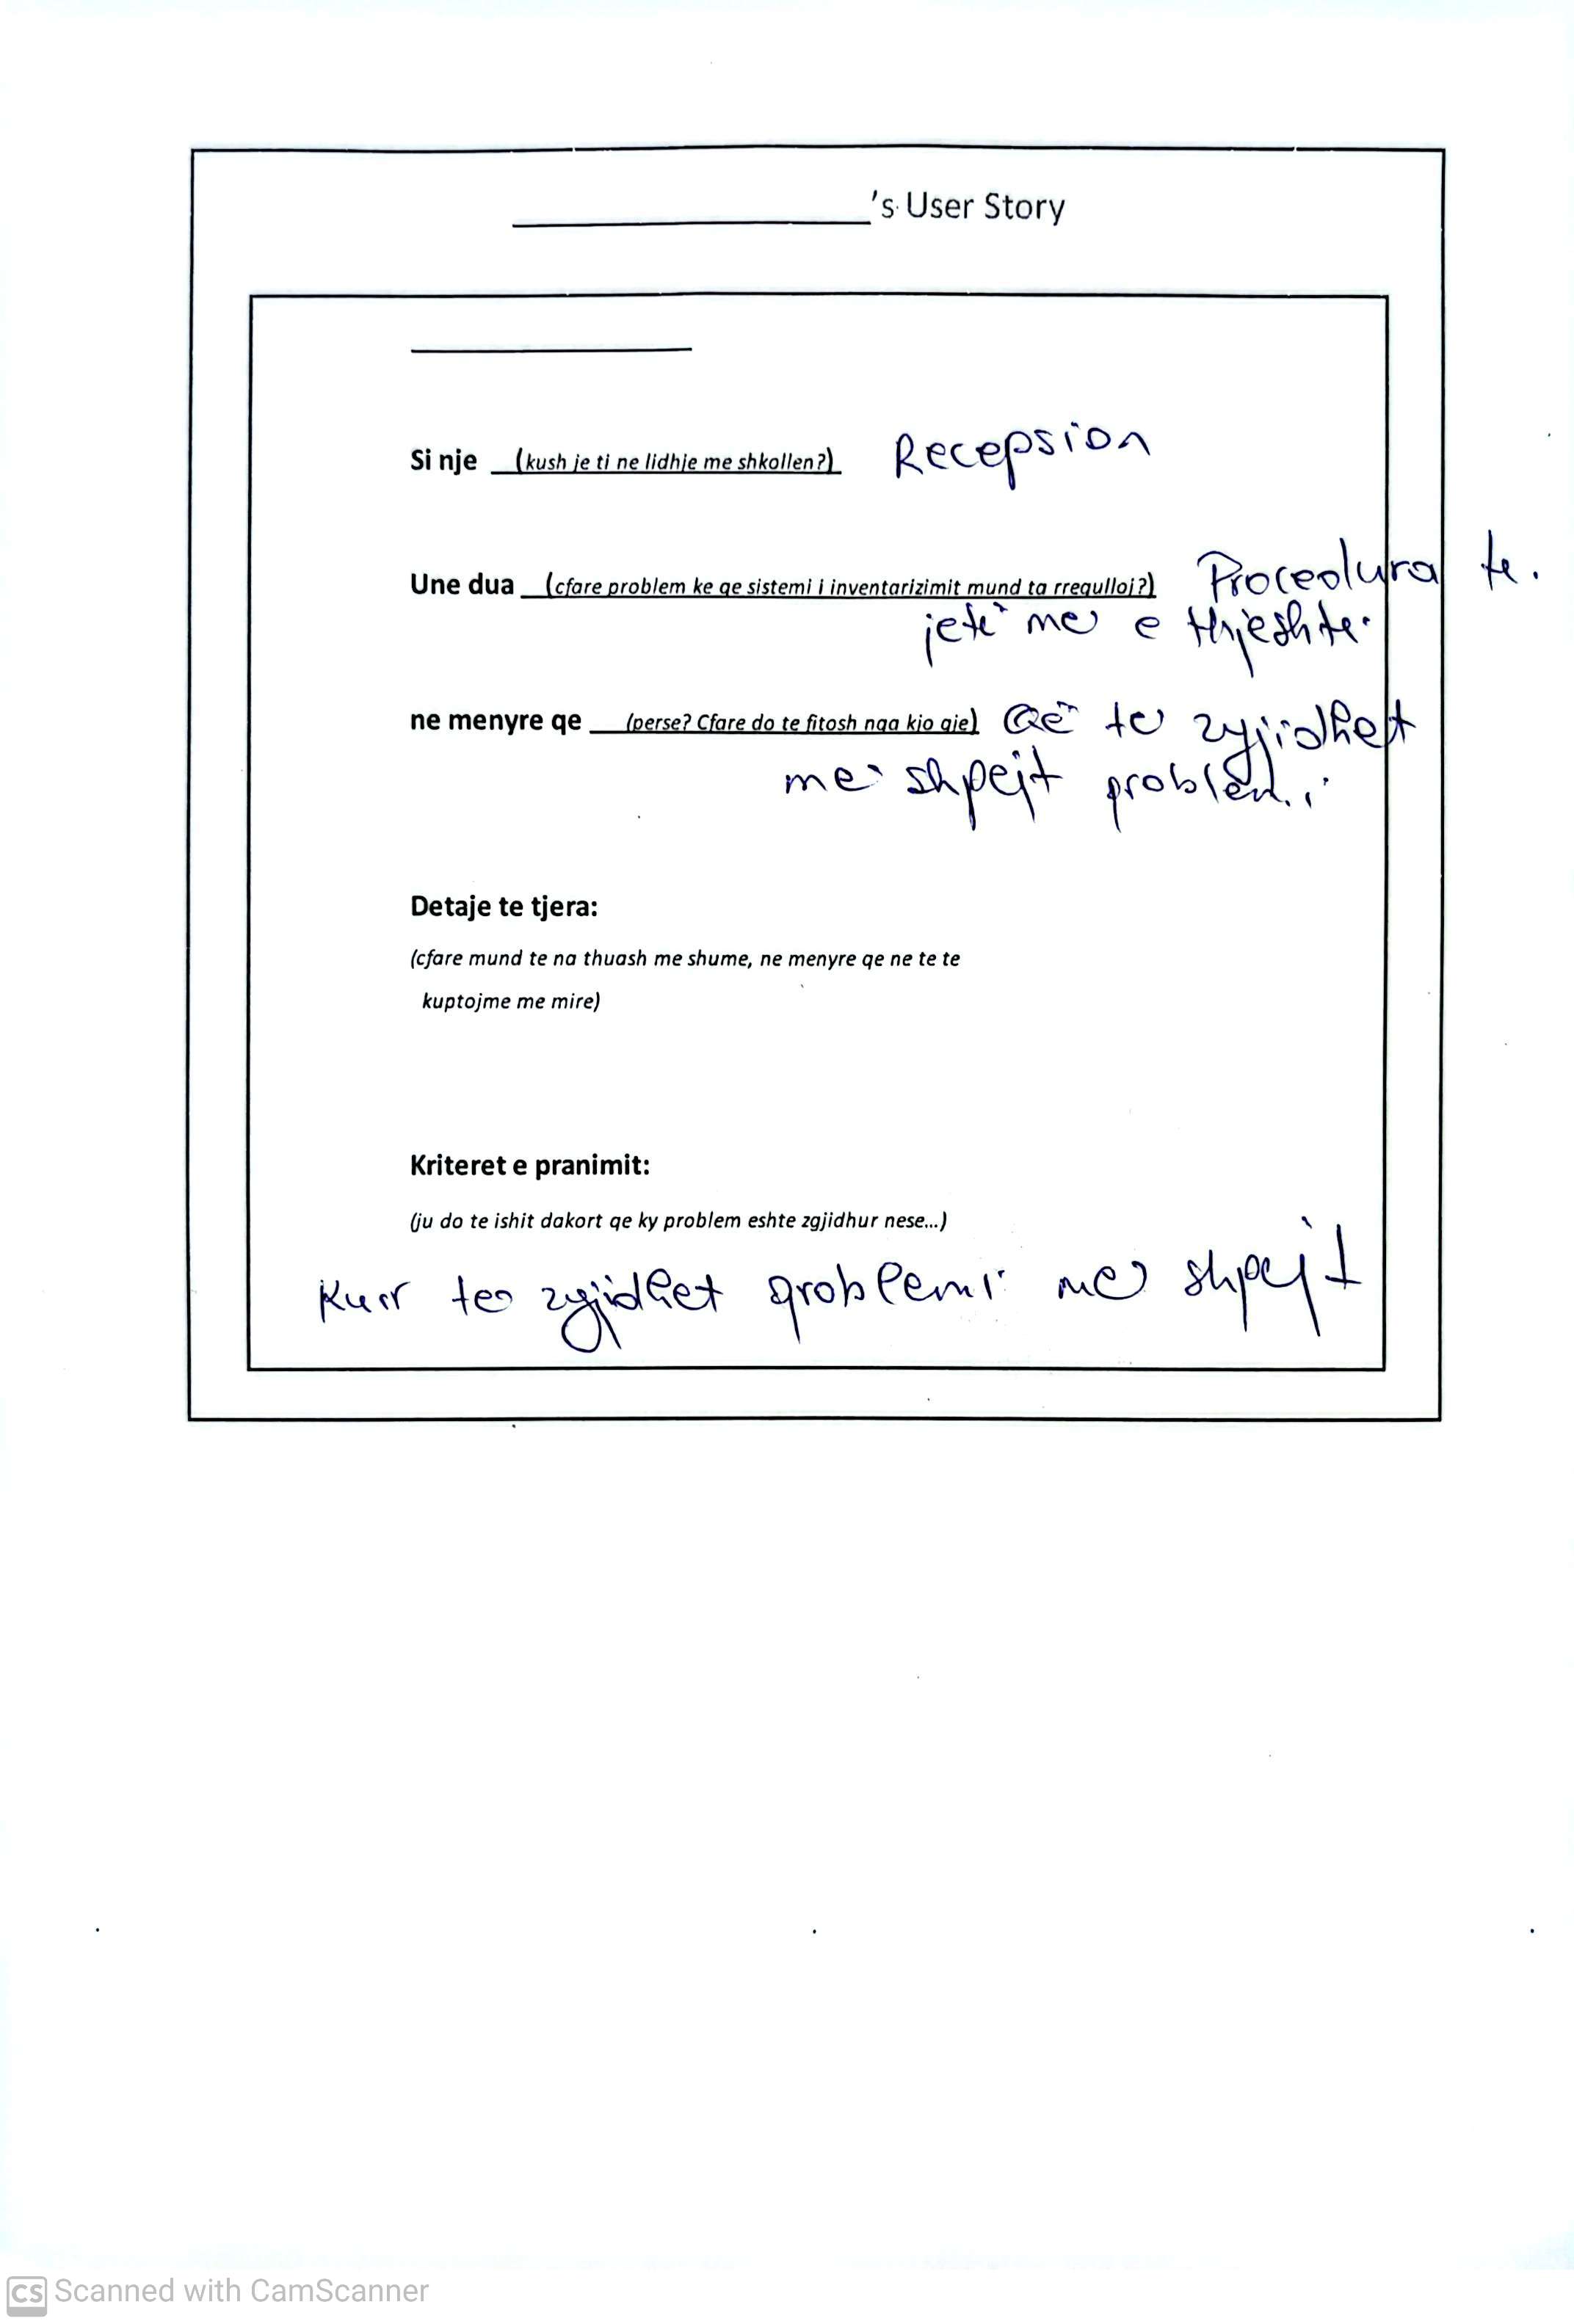 's User Story
Si nje (kush je ti ne lidhje me shkollen?) Recepsion
Une dua (cfare problem ke qe sistemi i inventarizimit mund ta rregulloj?) Procedura te.
jetë me e thjeshte.
ne menyre qe (perse? Cfare do te fitosh nga kjo gje) Që te zgjidhet
me shpejt problem..
Detaje te tjera:
(cfare mund te na thuash me shume, ne menyre qe ne te te
kuptojme me mire)
Kriteret e pranimit:
(ju do te ishit dakort qe ky problem eshte zgjidhur nese...)
Kur te zgjidhet problemi me shpejt
CS Scanned with CamScanner